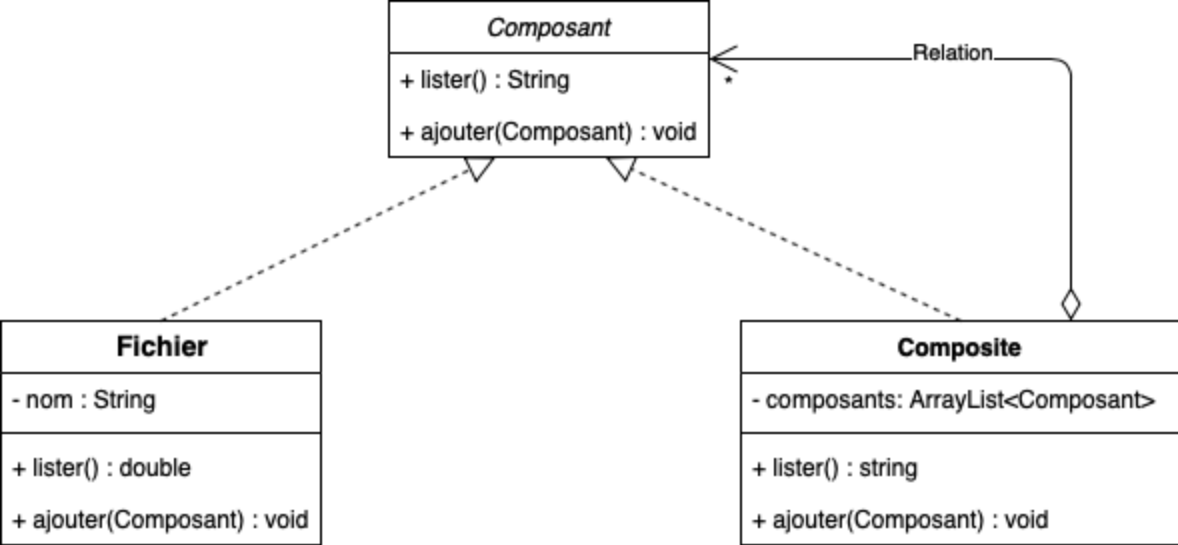 Composant
+ lister() : String
+ ajouter(Composant) : void
Relation
*
Fichier
- nom : String
+ lister() : double
+ ajouter(Composant) : void
Composite
- composants: ArrayList<Composant>
+ lister() : string
+ ajouter(Composant) : void